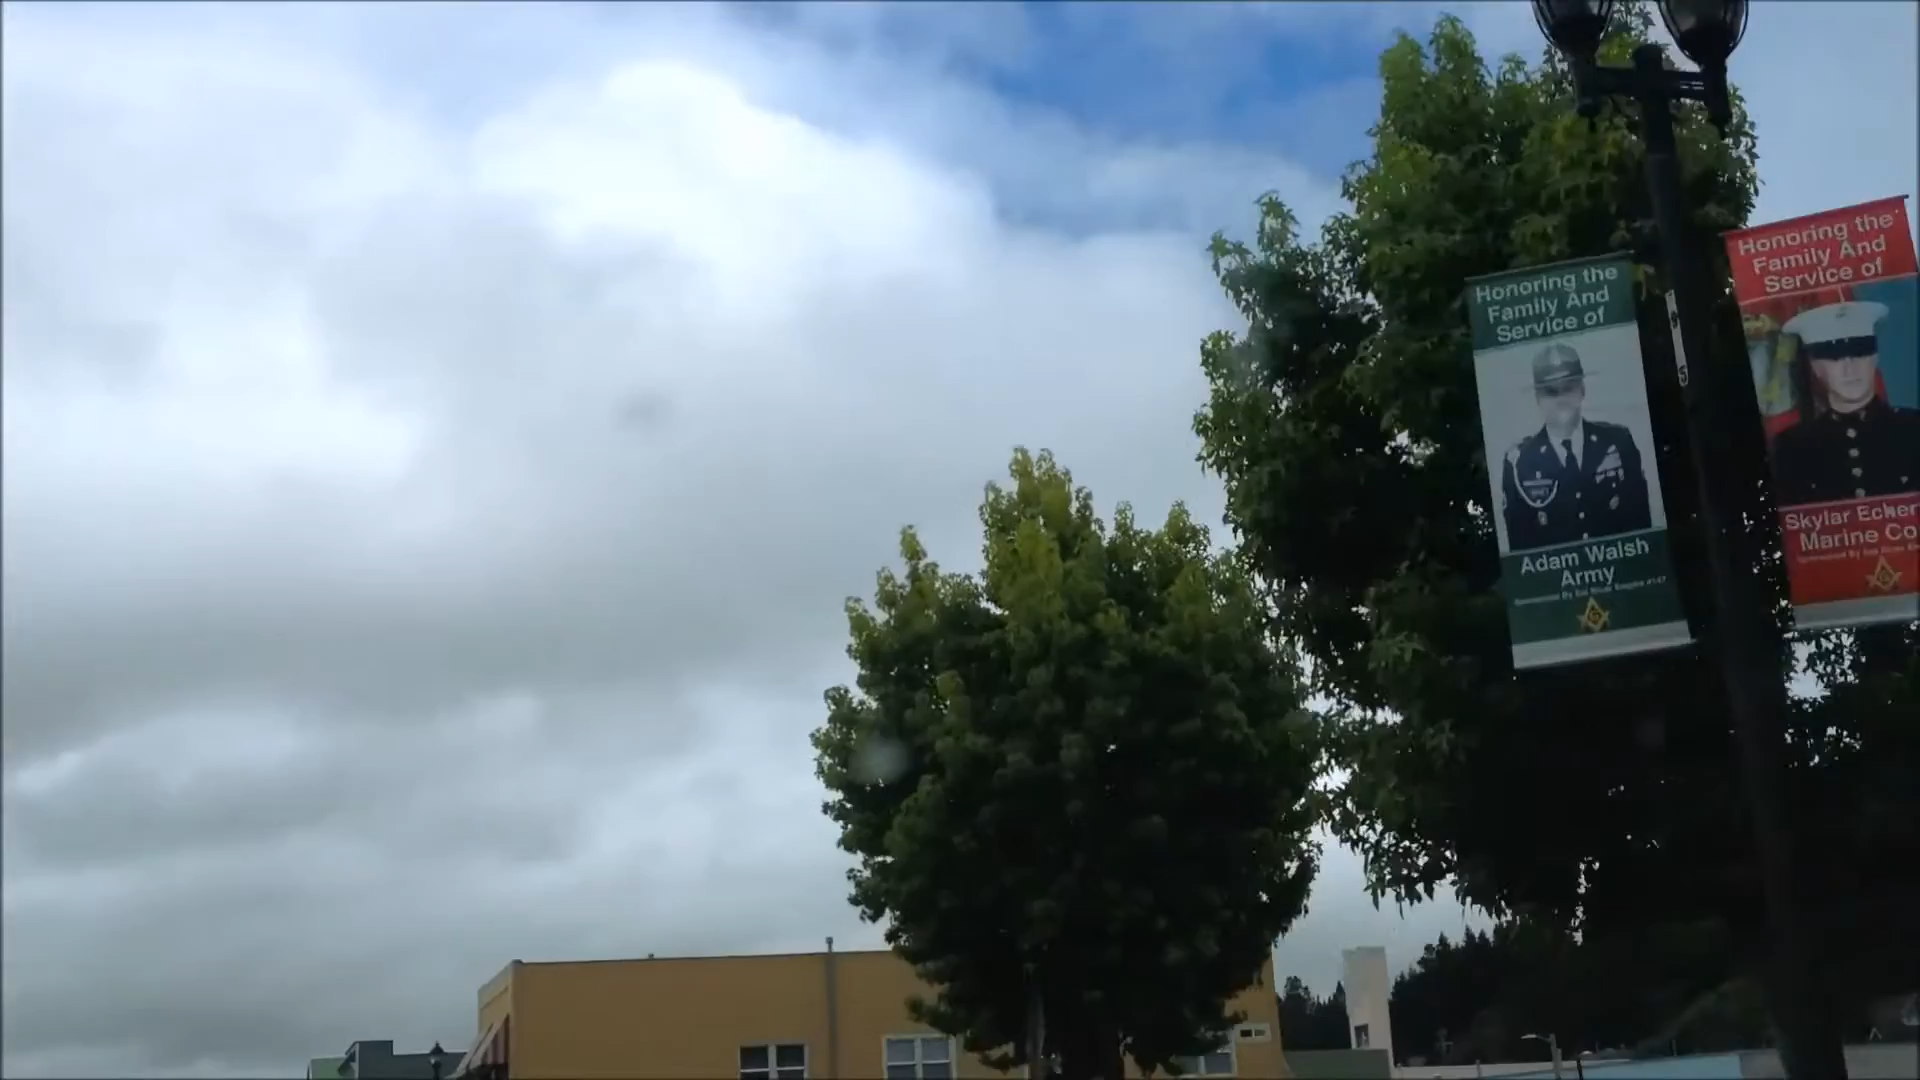 Honoring the
Family And
Service of
Adam Walsh
Army
Honoring the
Family And
Service of
Skylar Ecker
Marine Co